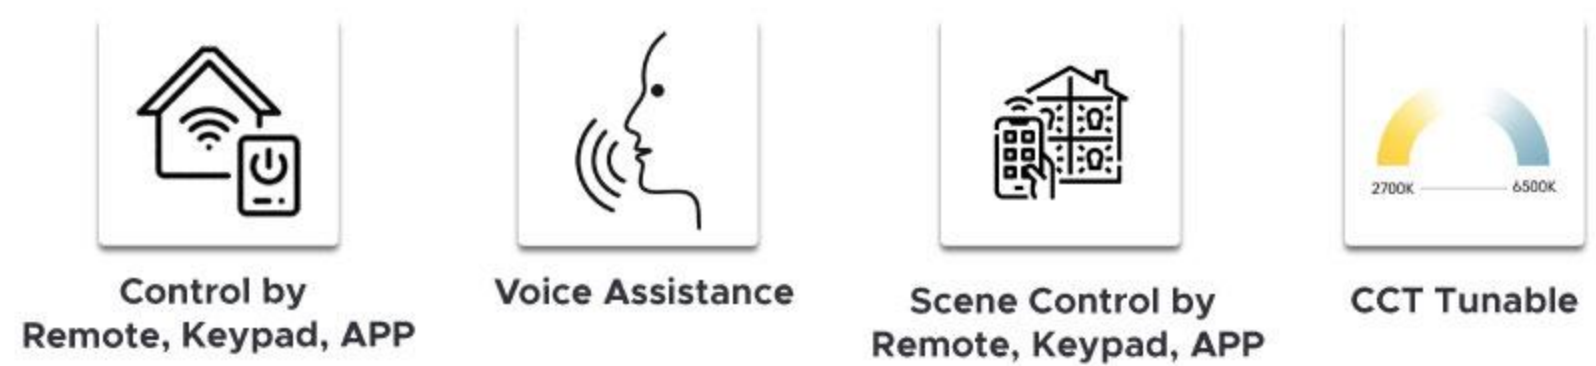 2700K
6500K
Control by
Remote, Keypad, APP
Voice Assistance
Scene Control by
Remote, Keypad, APP
CCT Tunable